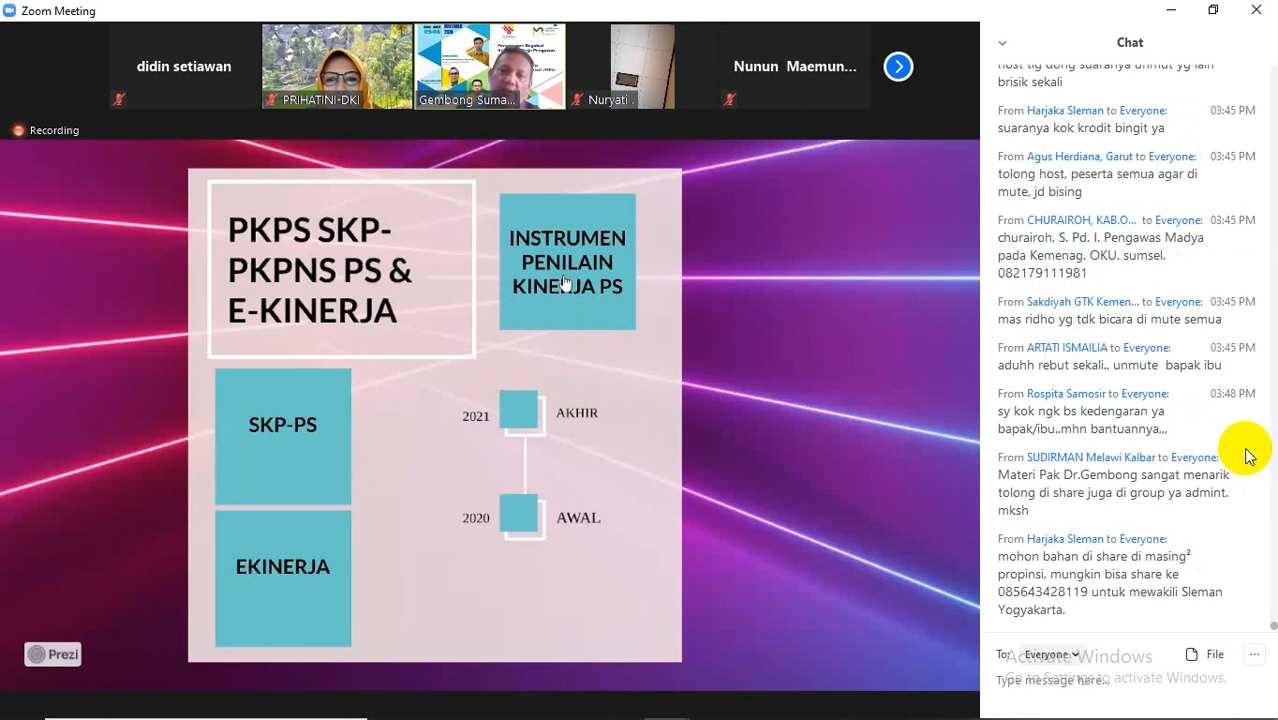 Zoom Meeting
didin setiawan
PRIHATINI-DKI
Gembong Suma...
Nuryati .
Nunun Maemun...
Recording
PKPS SKP-
PKPNS PS &
E-KINERJA
INSTRUMEN
PENILAIN
KINERJA PS
SKP-PS
EKINERJA
2021
AKHIR
2020
AWAL
Prezi
Chat
host tlg dong suaranya unmut yg lain
brisik sekali
From Harjaka Sleman to Everyone: 03:45 PM
suaranya kok krodit bingit ya
From Agus Herdiana, Garut to Everyone: 03:45 PM
tolong host, peserta semua agar di
mute, jd bising
From CHURAIROH, KAB.O... to Everyone: 03:45 PM
churairoh, S. Pd. I. Pengawas Madya
pada Kemenag. OKU. sumsel.
082179111981
From Sakdiyah GTK Kemen... to Everyone: 03:45 PM
mas ridho yg tdk bicara di mute semua
From ARTATI ISMAILIA to Everyone: 03:45 PM
aduhh rebut sekali.. unmute bapak ibu
From Rospita Samosir to Everyone: 03:48 PM
sy kok ngk bs kedengaran ya
bapak/ibu..mhn bantuannya,,,
From SUDIRMAN Melawi Kalbar to Everyone:
Materi Pak Dr.Gembong sangat menarik
tolong di share juga di group ya admint.
mksh
From Harjaka Sleman to Everyone:
mohon bahan di share di masing²
propinsi, mungkin bisa share ke
085643428119 untuk mewakili Sleman
Yogyakarta.
To: Everyone File
Activate Windows
Go to Settings to activate Windows.
Type message here...